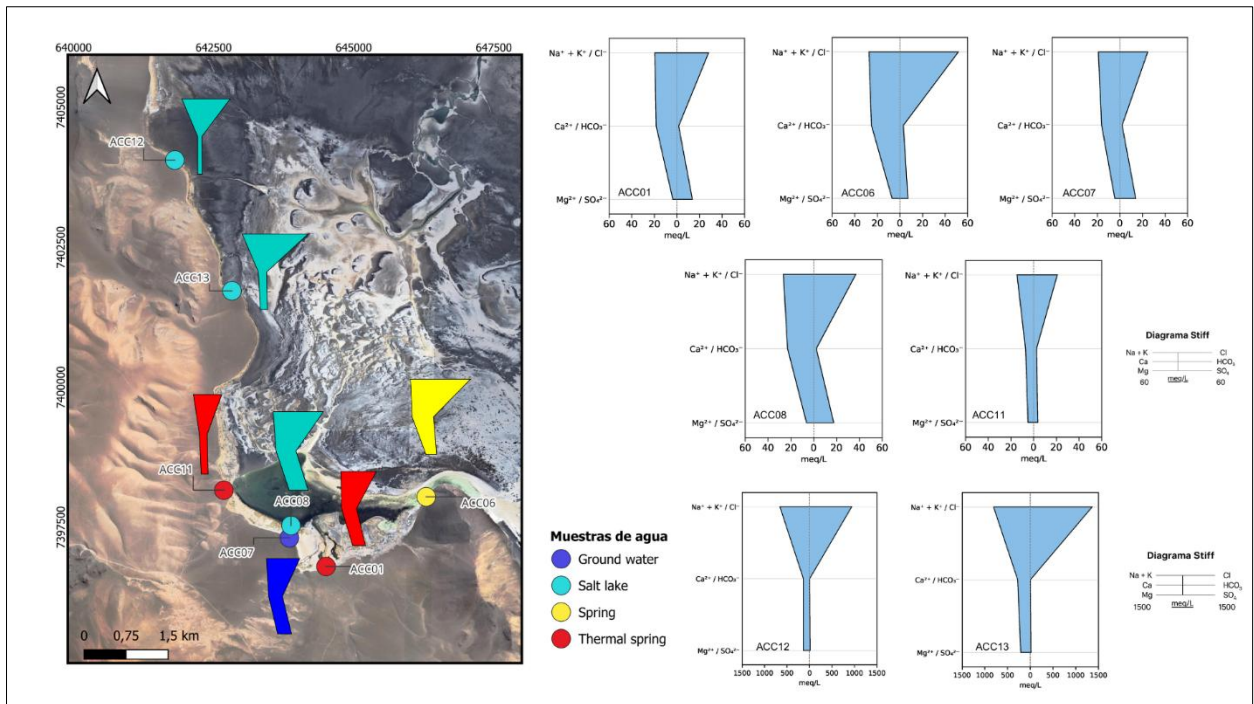 640000 642500 645000 647500
7405000
7402500
7400000
7397500
ACC12
ACC13
ACC11
ACC08
ACC06
ACC07
ACC01
0 0,75 1,5 km
Muestras de agua
Ground water
Salt lake
Spring
Thermal spring
Na⁺ + K⁺ / Cl⁻
Ca²⁺ / HCO₃⁻
Mg²⁺ / SO₄²⁻
ACC01
60 40 20 0 20 40 60
meq/L
Na⁺ + K⁺ / Cl⁻
Ca²⁺ / HCO₃⁻
Mg²⁺ / SO₄²⁻
ACC06
60 40 20 0 20 40 60
meq/L
Na⁺ + K⁺ / Cl⁻
Ca²⁺ / HCO₃⁻
Mg²⁺ / SO₄²⁻
ACC07
60 40 20 0 20 40 60
meq/L
Na⁺ + K⁺ / Cl⁻
Ca²⁺ / HCO₃⁻
Mg²⁺ / SO₄²⁻
ACC08
60 40 20 0 20 40 60
meq/L
Na⁺ + K⁺ / Cl⁻
Ca²⁺ / HCO₃⁻
Mg²⁺ / SO₄²⁻
ACC11
60 40 20 0 20 40 60
meq/L
Diagrama Stiff
Na + K Cl
Ca HCO₃
Mg SO₄
60 meq/L 60
Na⁺ + K⁺ / Cl⁻
Ca²⁺ / HCO₃⁻
Mg²⁺ / SO₄²⁻
ACC12
1500 1000 500 0 500 1000 1500
meq/L
Na⁺ + K⁺ / Cl⁻
Ca²⁺ / HCO₃⁻
Mg²⁺ / SO₄²⁻
ACC13
1500 1000 500 0 500 1000 1500
meq/L
Diagrama Stiff
Na + K Cl
Ca HCO₃
Mg SO₄
1500 meq/L 1500